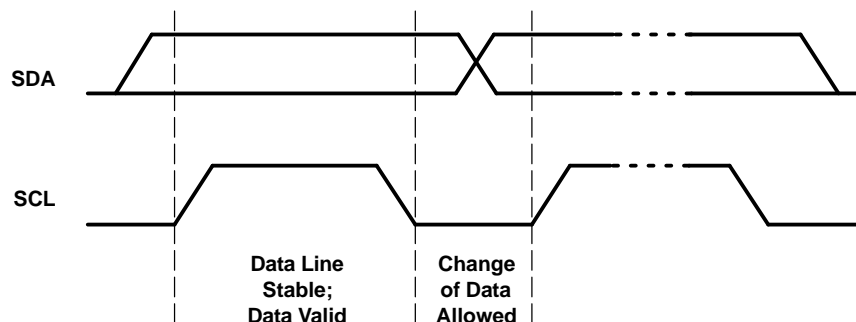 SDA
SCL
Data Line
Stable;
Data Valid
Change
of Data
Allowed